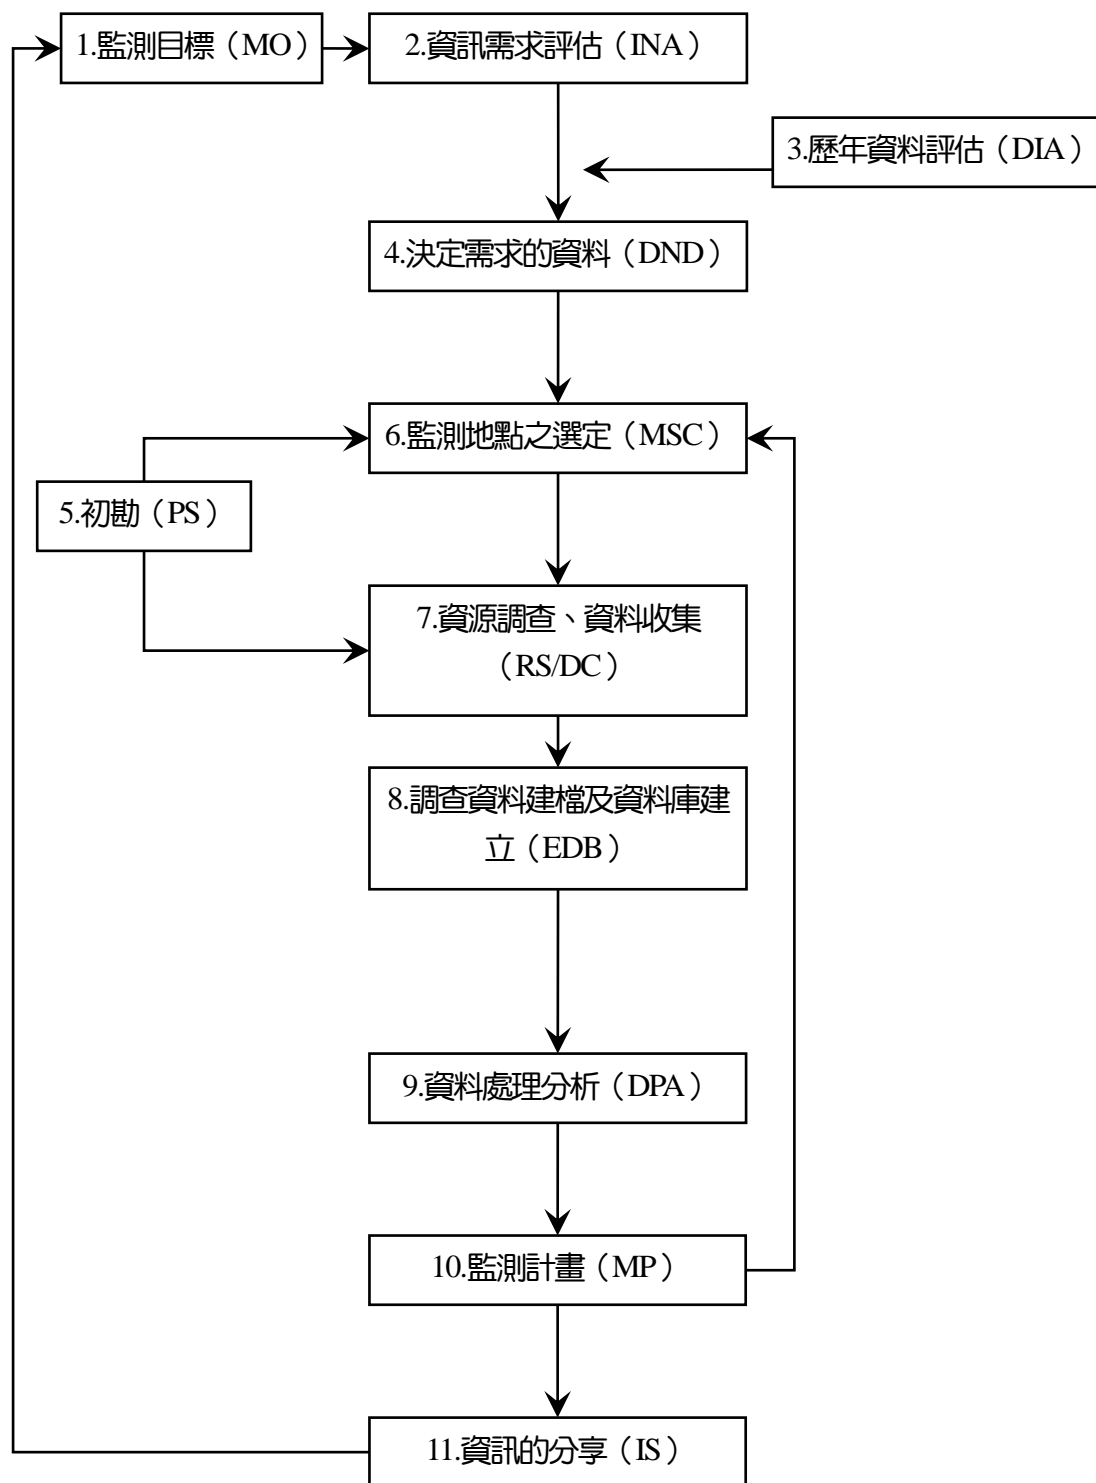 1.監測目標（MO）
2.資訊需求評估（INA）
3.歷年資料評估（DIA）
4.決定需求的資料（DND）
6.監測地點之選定（MSC）
5.初勘（PS）
7.資源調查、資料收集
（RS/DC）
8.調查資料建檔及資料庫建
立（EDB）
9.資料處理分析（DPA）
10.監測計畫（MP）
11.資訊的分享（IS）